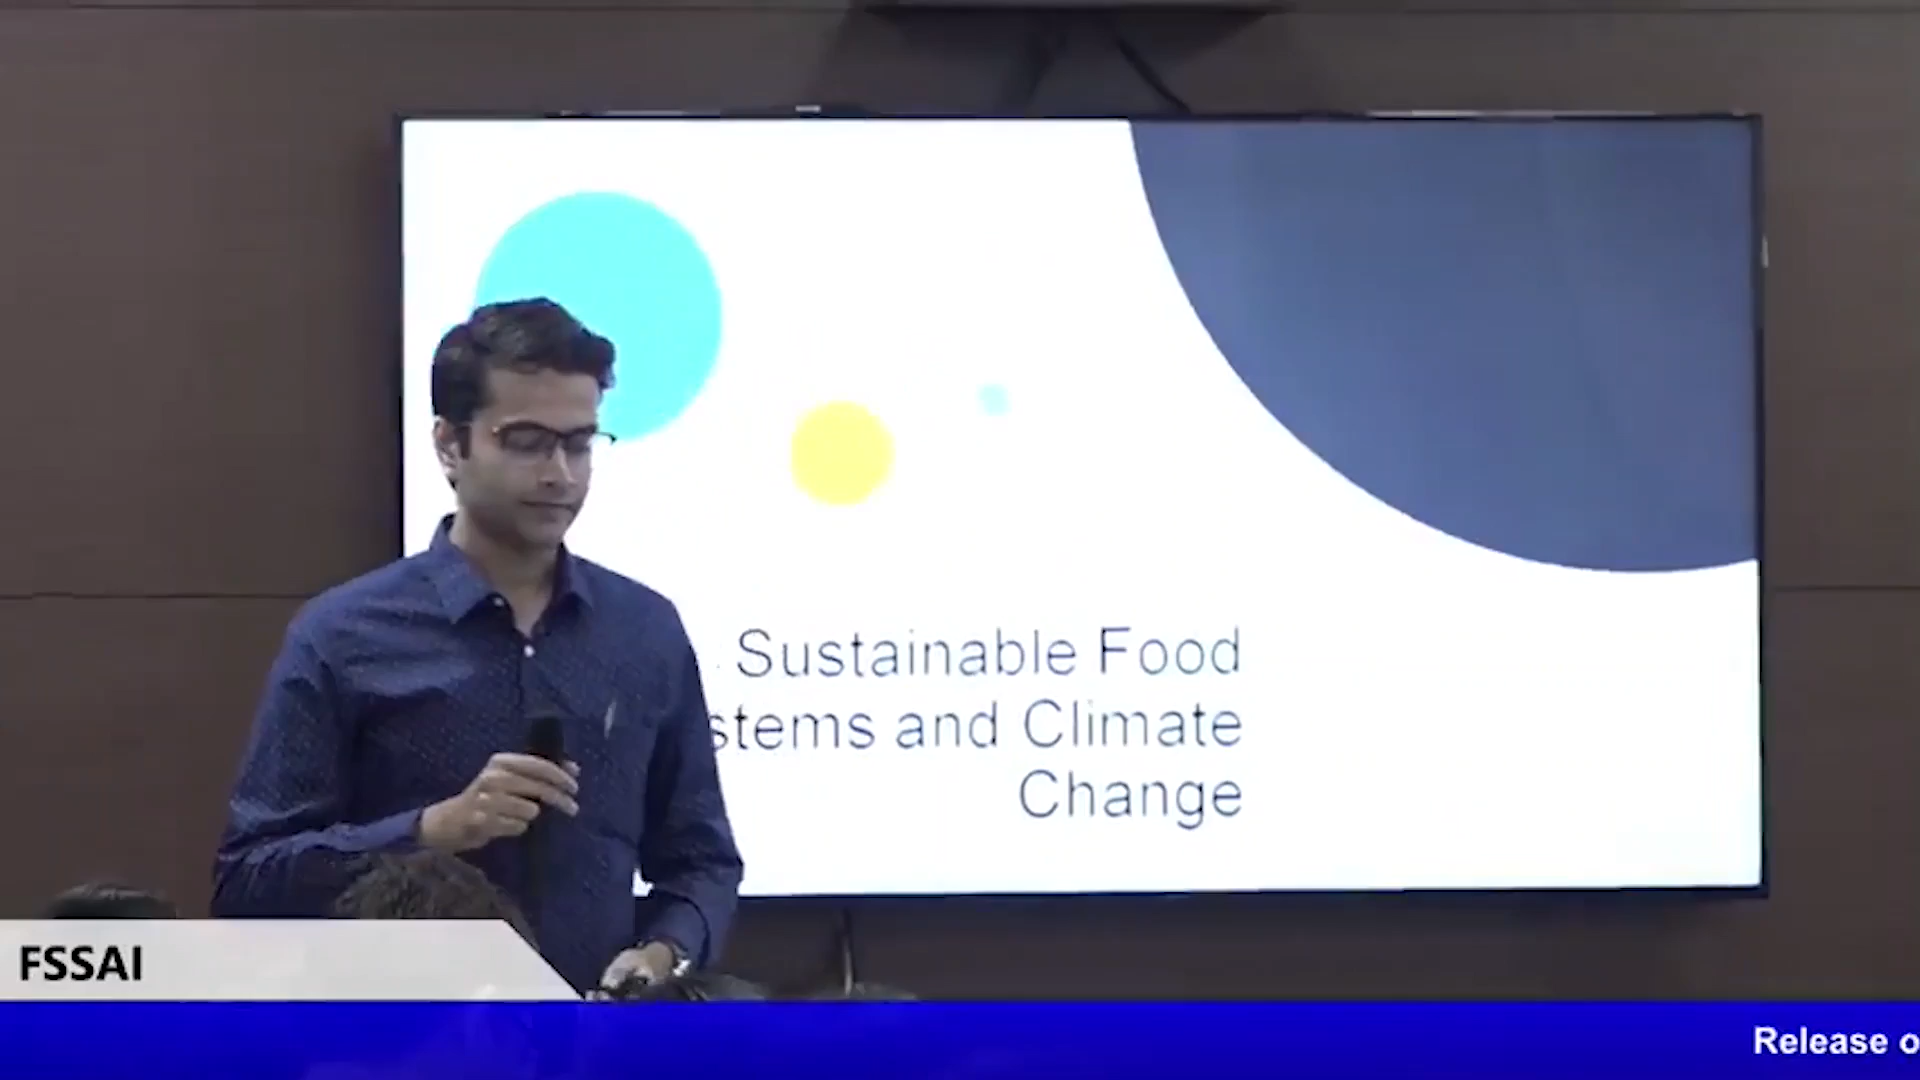 Sustainable Food
stems and Climate
Change
FSSAI
Release o